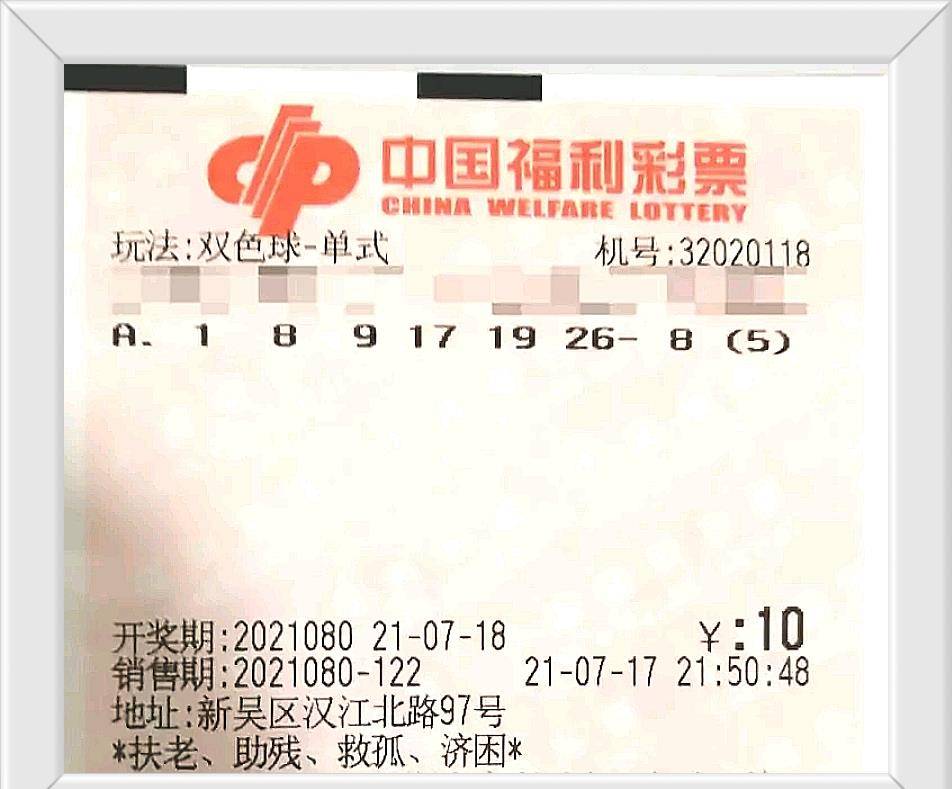 中国福利彩票
CHINA WELFARE LOTTERY
玩法:双色球-单式 机号:32020118
A. 1 8 9 17 19 26- 8 (5)
开奖期:2021080 21-07-18 ¥:10
销售期:2021080-122 21-07-17 21:50:48
地址:新吴区汉江北路97号
*扶老、助残、救孤、济困*